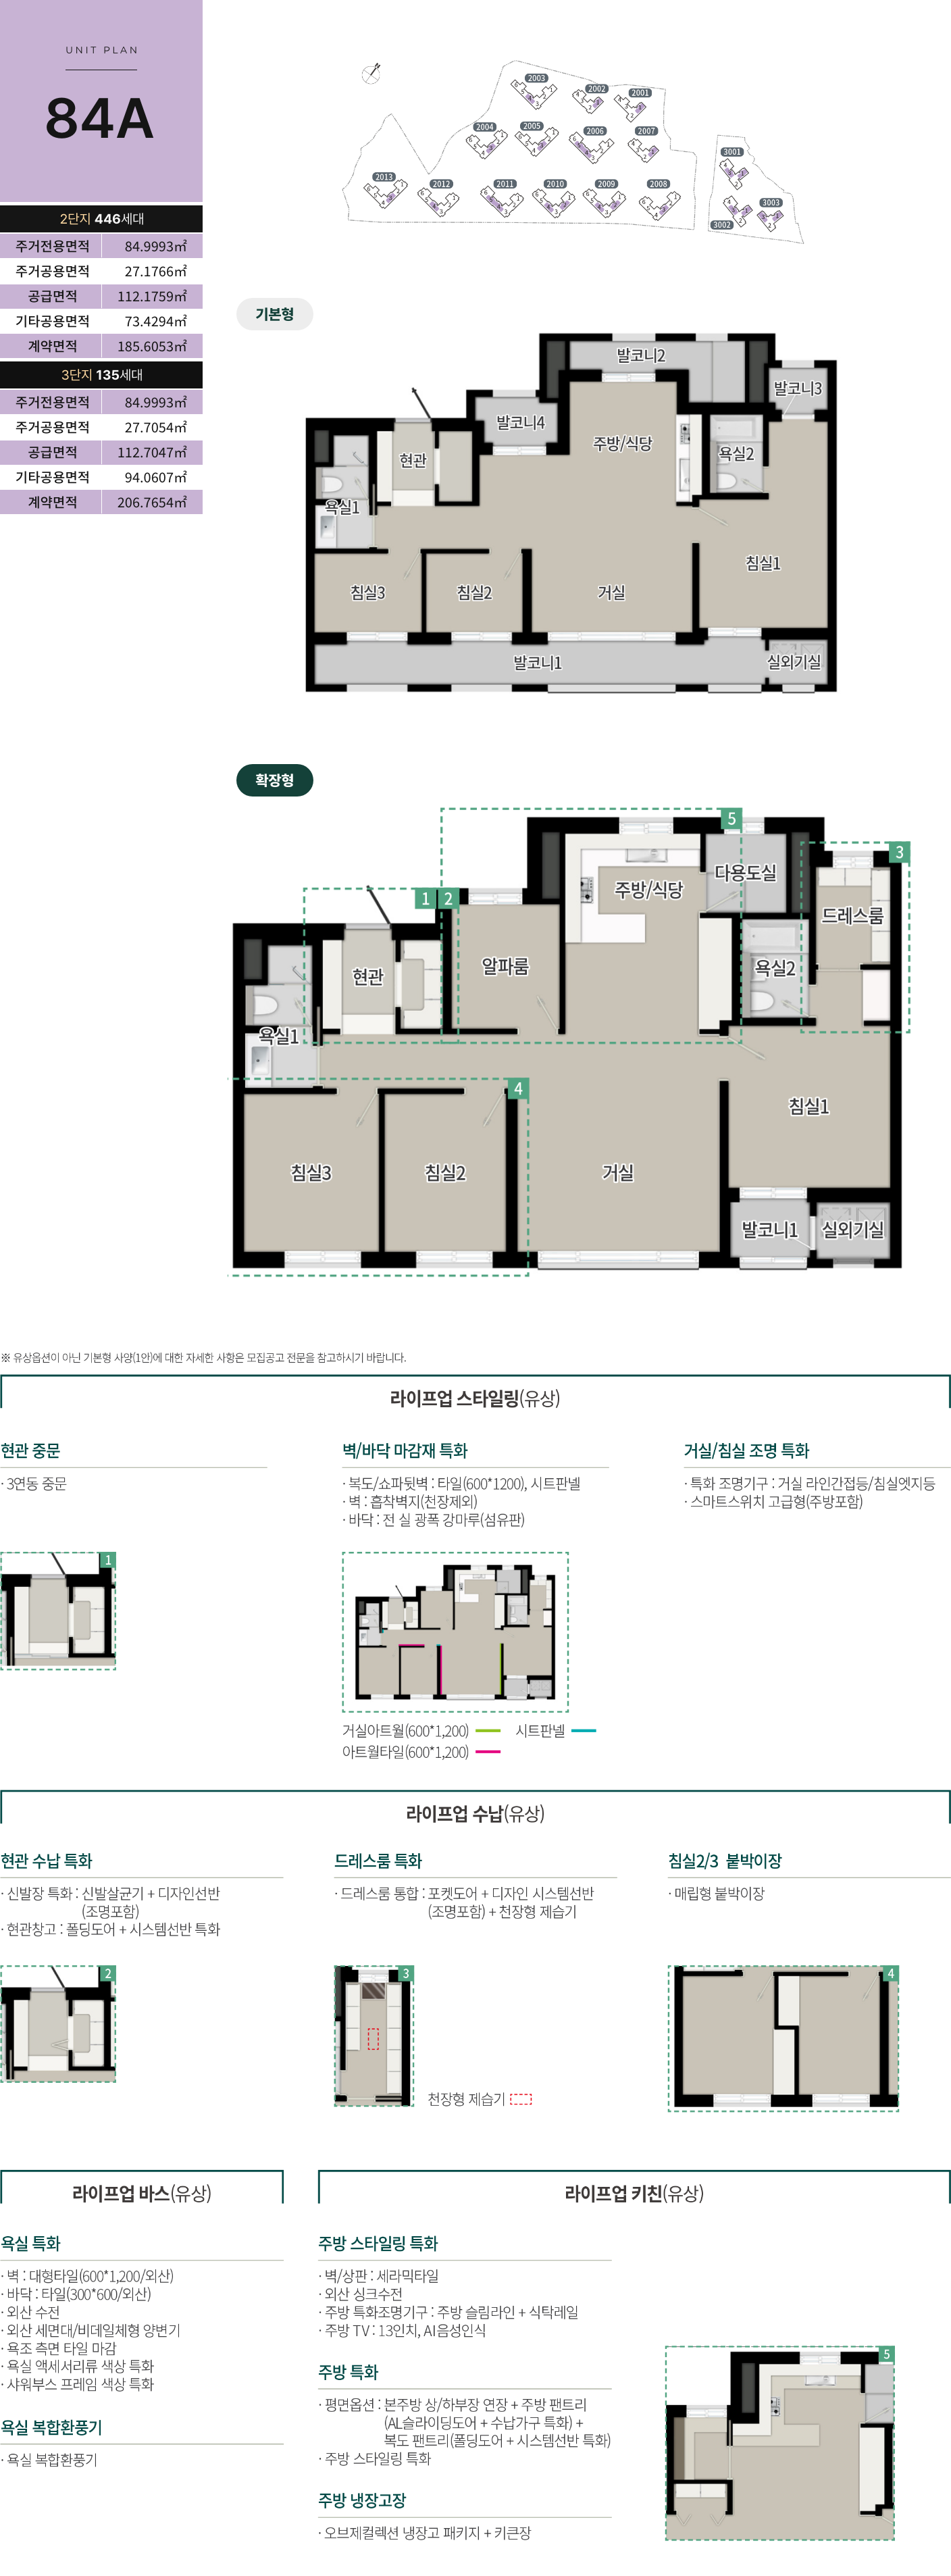 UNIT PLAN
84A
2단지 446세대
주거전용면적 84.9993㎡
주거공용면적 27.1766㎡
공급면적 112.1759㎡
기타공용면적 73.4294㎡
계약면적 185.6053㎡
3단지 135세대
주거전용면적 84.9993㎡
주거공용면적 27.7054㎡
공급면적 112.7047㎡
기타공용면적 94.0607㎡
계약면적 206.7654㎡
2003
2002
2001
2004
2005
2006
2007
3001
2013
2012
2011
2010
2009
2008
3003
3002
기본형
발코니2
발코니3
발코니4
주방/식당
욕실2
현관
욕실1
침실1
침실3
침실2
거실
발코니1
실외기실
확장형
5
3
다용도실
주방/식당
드레스룸
1
2
알파룸
욕실2
현관
욕실1
4
침실1
침실3
침실2
거실
발코니1
실외기실
※ 유상옵션이 아닌 기본형 사양(1안)에 대한 자세한 사항은 모집공고 전문을 참고하시기 바랍니다.
라이프업 스타일링(유상)
현관 중문
· 3연동 중문
1
벽/바닥 마감재 특화
· 복도/쇼파뒷벽 : 타일(600*1200), 시트판넬
· 벽 : 흡착벽지(천장제외)
· 바닥 : 전 실 광폭 강마루(섬유판)
거실아트월(600*1,200)
시트판넬
아트월타일(600*1,200)
거실/침실 조명 특화
· 특화 조명기구 : 거실 라인간접등/침실엣지등
· 스마트스위치 고급형(주방포함)
라이프업 수납(유상)
현관 수납 특화
· 신발장 특화 : 신발살균기 + 디자인선반
(조명포함)
· 현관창고 : 폴딩도어 + 시스템선반 특화
2
드레스룸 특화
· 드레스룸 통합 : 포켓도어 + 디자인 시스템선반
(조명포함) + 천장형 제습기
3
천장형 제습기
침실2/3 붙박이장
· 매립형 붙박이장
4
라이프업 바스(유상)
욕실 특화
· 벽 : 대형타일(600*1,200/외산)
· 바닥 : 타일(300*600/외산)
· 외산 수전
· 외산 세면대/비데일체형 양변기
· 욕조 측면 타일 마감
· 욕실 액세서리류 색상 특화
· 샤워부스 프레임 색상 특화
욕실 복합환풍기
· 욕실 복합환풍기
라이프업 키친(유상)
주방 스타일링 특화
· 벽/상판 : 세라믹타일
· 외산 싱크수전
· 주방 특화조명기구 : 주방 슬림라인 + 식탁레일
· 주방 TV : 13인치, AI음성인식
주방 특화
· 평면옵션 : 본주방 상/하부장 연장 + 주방 팬트리
(AL슬라이딩도어 + 수납가구 특화) +
복도 팬트리(폴딩도어 + 시스템선반 특화)
· 주방 스타일링 특화
주방 냉장고장
· 오브제컬렉션 냉장고 패키지 + 키큰장
5